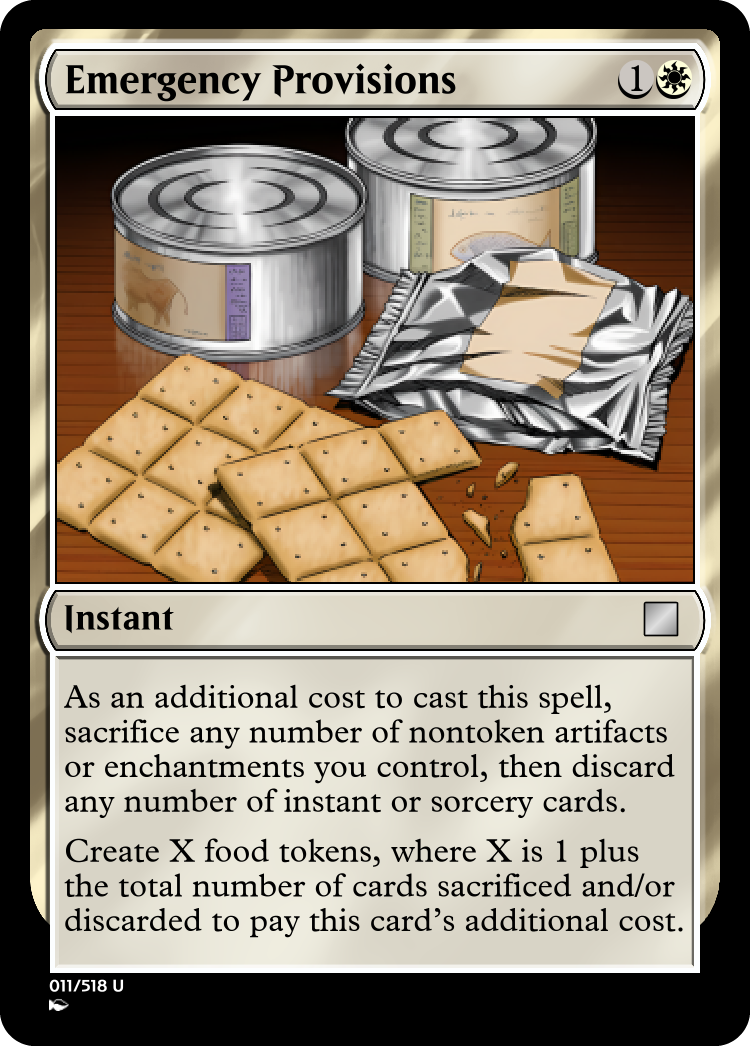 Emergency Provisions 1
Instant
As an additional cost to cast this spell,
sacrifice any number of nontoken artifacts
or enchantments you control, then discard
any number of instant or sorcery cards.
Create X food tokens, where X is 1 plus
the total number of cards sacrificed and/or
discarded to pay this card's additional cost.
011/518 U